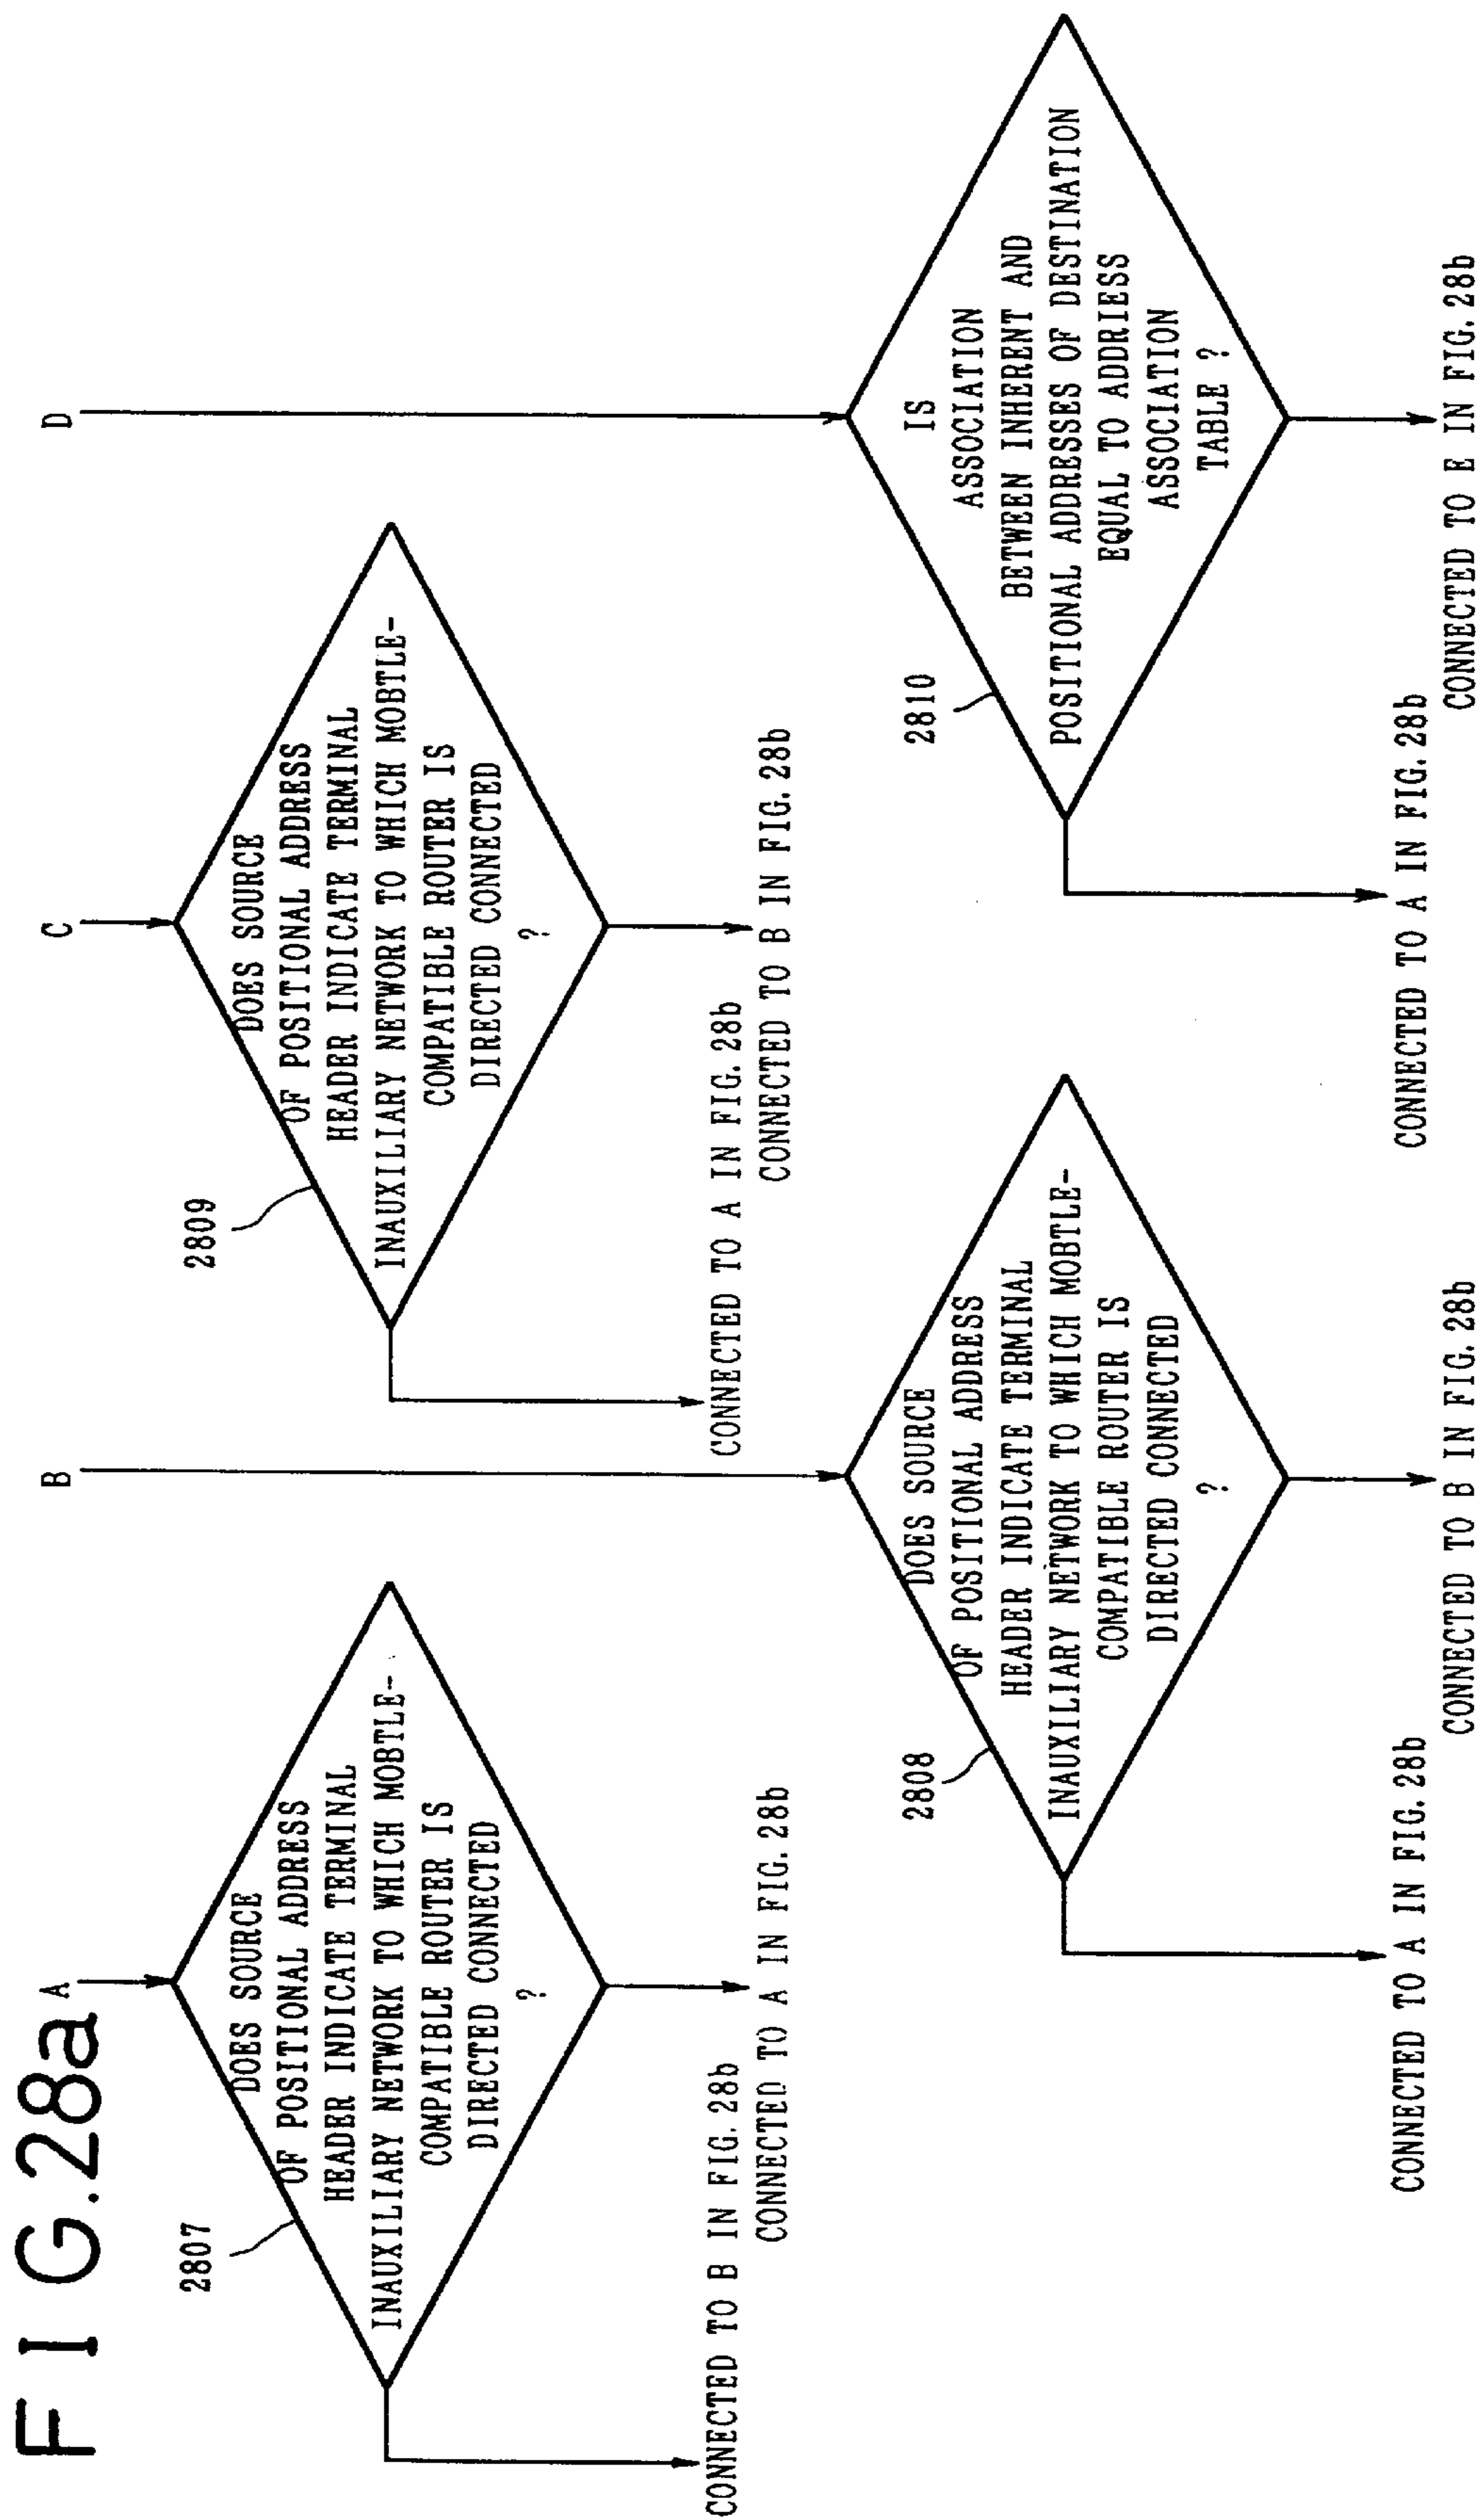 FIG.28a
A
2807
DOES SOURCE
OF POSITIONAL ADDRESS
HEADER INDICATE TERMINAL
INAUXILIARY NETWORK TO WHICH MOBTLE-
COMPATIBLE ROUTER IS
DIRECTED CONNECTED
?
CONNECTED TO B IN FIG. 28b
CONNECTED TO A IN FIG. 28b
B
2808
DOES SOURCE
OF POSITIONAL ADDRESS
HEADER INDICATE TERMINAL
INAUXILIARY NETWORK TO WHICH MOBTLE-
COMPATIBLE ROUTER IS
DIRECTED CONNECTED
?
CONNECTED TO A IN FIG. 28b
CONNECTED TO B IN FIG. 28b
C
2809
DOES SOURCE
OF POSITIONAL ADDRESS
HEADER INDICATE TERMINAL
INAUXILIARY NETWORK TO WHICH MOBTLE-
COMPATIBLE ROUTER IS
DIRECTED CONNECTED
?
CONNECTED TO A IN FIG. 28b
CONNECTED TO B IN FIG. 28b
D
2810
IS
ASSOCIATION
BETWEEN INHERENT AND
POSITIONAL ADDRESSES OF DESTINATION
EQUAL TO ADDRIESS
ASSOCIATION
TABLE ?
CONNECTED TO A IN FIG. 28b
CONNECTED TO E IN FIG. 28b